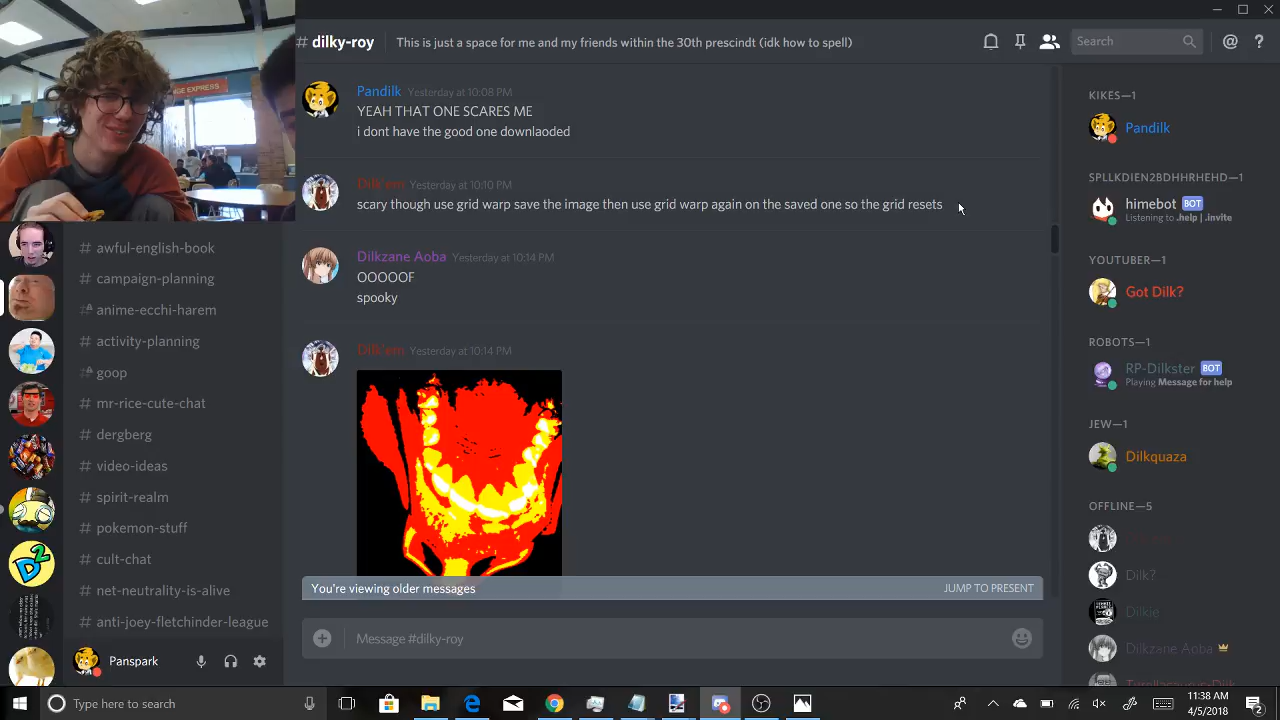 NGE EXPRESS
# dilky-roy
This is just a space for me and my friends within the 30th prescindt (idk how to spell)
Search
@
?
Pandilk Yesterday at 10:08 PM
YEAH THAT ONE SCARES ME
i dont have the good one downlaoded
Dilk'em Yesterday at 10:10 PM
scary though use grid warp save the image then use grid warp again on the saved one so the grid resets
Dilkzane Aoba Yesterday at 10:14 PM
OOOOOF
spooky
Dilk'em Yesterday at 10:14 PM
You're viewing older messages
JUMP TO PRESENT
Message #dilky-roy
# awful-english-book
# campaign-planning
# anime-ecchi-harem
# activity-planning
# goop
# mr-rice-cute-chat
# dergberg
# video-ideas
# spirit-realm
# pokemon-stuff
# cult-chat
# net-neutrality-is-alive
# anti-joey-fletchinder-league
D2
Panspark
KIKES—1
Pandilk
SPLLKDIEN2BDHHRHEHD—1
himebot BOT
Listening to .help | .invite
YOUTUBER—1
Got Dilk?
ROBOTS—1
RP-Dilkster BOT
Playing Message for help
JEW—1
Dilkquaza
OFFLINE—5
Dilk?
Dilkie
Dilkzane Aoba
Type here to search
11:38 AM
4/5/2018
2